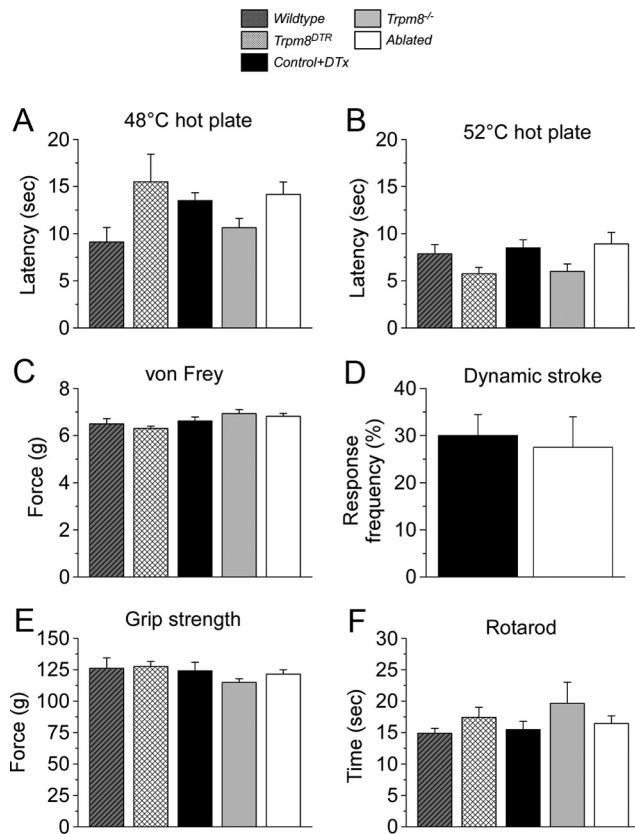 Wildtype
Trpm8-/-
Trpm8DTR
Ablated
Control+DTx
A
48°C hot plate
Latency (sec)
20
15
10
5
0
B
52°C hot plate
Latency (sec)
20
15
10
5
0
C
von Frey
Force (g)
8
6
4
2
0
D
Dynamic stroke
Response
frequency (%)
40
30
20
10
0
E
Grip strength
Force (g)
150
125
100
75
50
25
0
F
Rotarod
Time (sec)
30
25
20
15
10
5
0